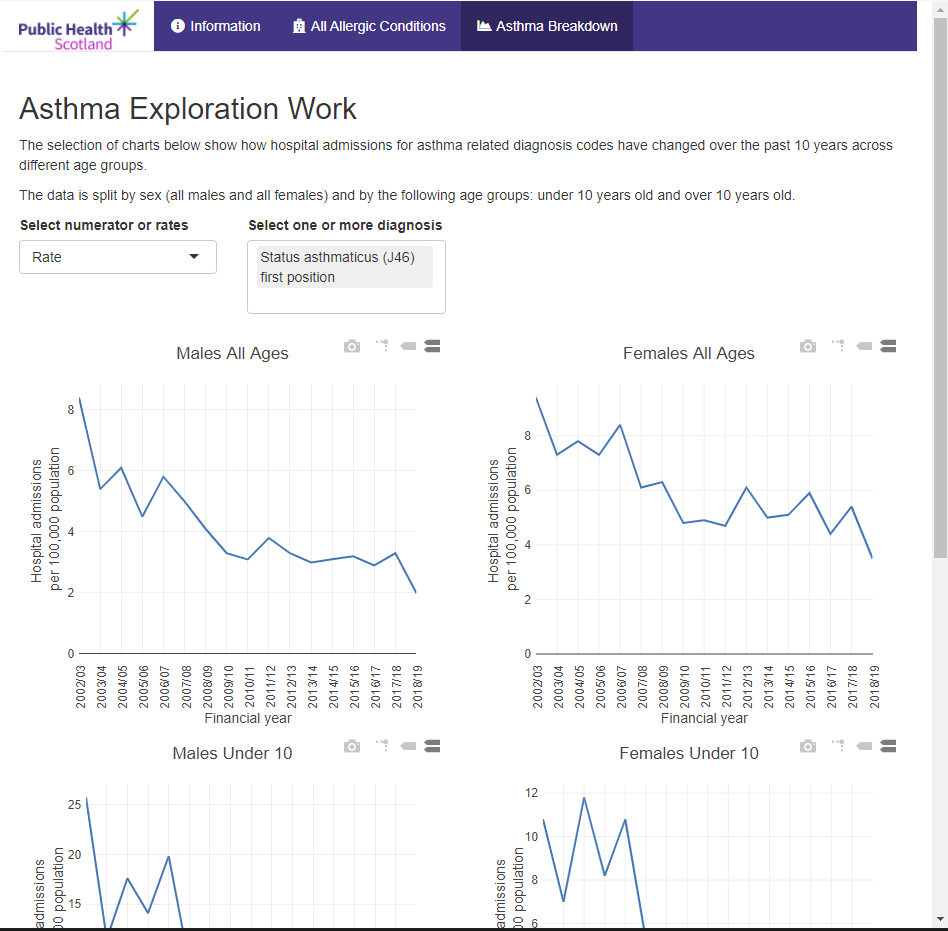 Public Health
Scotland
Information
All Allergic Conditions
Asthma Breakdown
Asthma Exploration Work
The selection of charts below show how hospital admissions for asthma related diagnosis codes have changed over the past 10 years across
different age groups.
The data is split by sex (all males and all females) and by the following age groups: under 10 years old and over 10 years old.
Select numerator or rates
Select one or more diagnosis
Rate
Status asthmaticus (J46)
first position
Males All Ages
8
6
4
2
0
Hospital admissions
per 100,000 population
2002/03
2003/04
2004/05
2005/06
2006/07
2007/08
2008/09
2009/10
2010/11
2011/12
2012/13
2013/14
2014/15
2015/16
2016/17
2017/18
2018/19
Financial year
Females All Ages
8
6
4
2
0
Hospital admissions
per 100,000 population
2002/03
2003/04
2004/05
2005/06
2006/07
2007/08
2008/09
2009/10
2010/11
2011/12
2012/13
2013/14
2014/15
2015/16
2016/17
2017/18
2018/19
Financial year
Males Under 10
25
20
15
admissions
00 population
Females Under 10
12
10
8
6
admissions
00 population